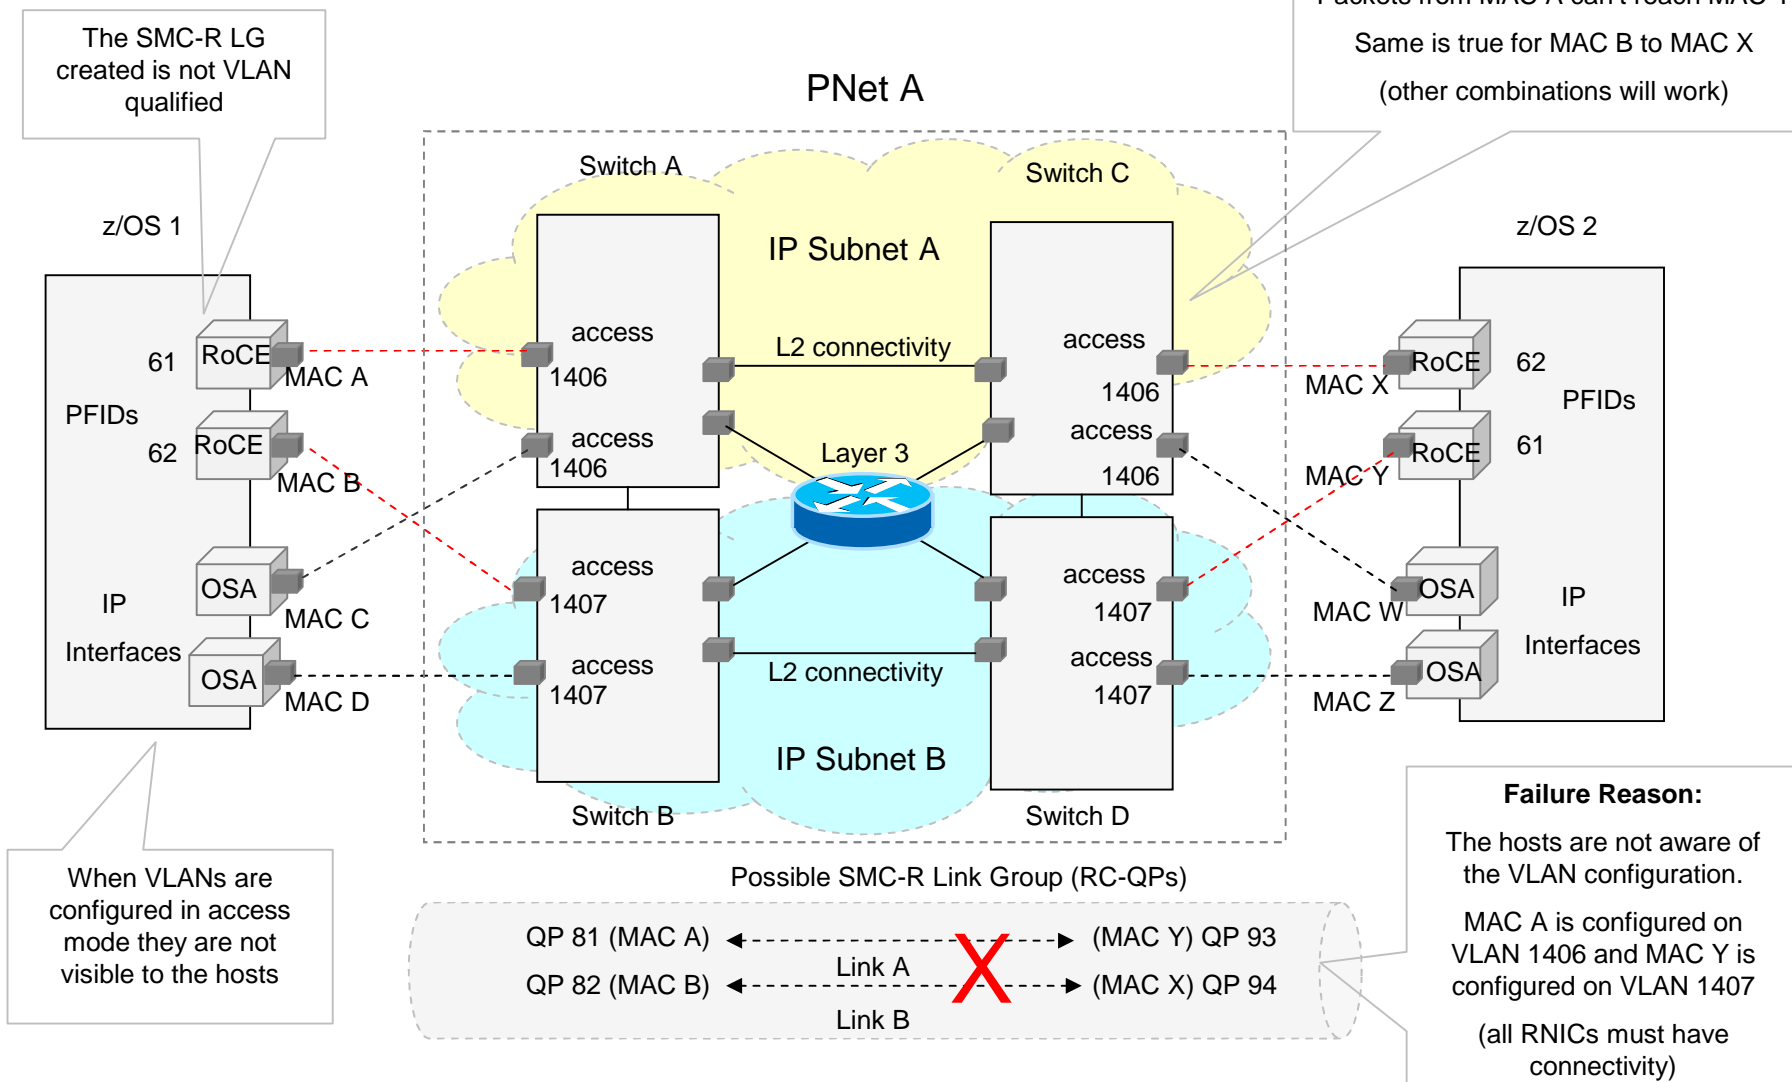 The SMC-R LG
created is not VLAN
qualified
Packets from MAC A can't reach MAC Y
Same is true for MAC B to MAC X
(other combinations will work)
PNet A
Switch A
Switch C
z/OS 1
z/OS 2
IP Subnet A
61
RoCE
MAC A
PFIDs
62
RoCE
MAC B
OSA
MAC C
IP
Interfaces
OSA
MAC D
access
1406
access
1406
L2 connectivity
Layer 3
access
1406
access
1406
access
1407
access
1407
L2 connectivity
access
1407
access
1407
MAC X
RoCE
62
PFIDs
MAC Y
RoCE
61
MAC W
OSA
IP
Interfaces
MAC Z
OSA
IP Subnet B
Switch B
Switch D
When VLANs are
configured in access
mode they are not
visible to the hosts
Possible SMC-R Link Group (RC-QPs)
QP 81 (MAC A)
(MAC Y) QP 93
Link A
X
QP 82 (MAC B)
(MAC X) QP 94
Link B
Failure Reason:
The hosts are not aware of
the VLAN configuration.
MAC A is configured on
VLAN 1406 and MAC Y is
configured on VLAN 1407
(all RNICs must have
connectivity)